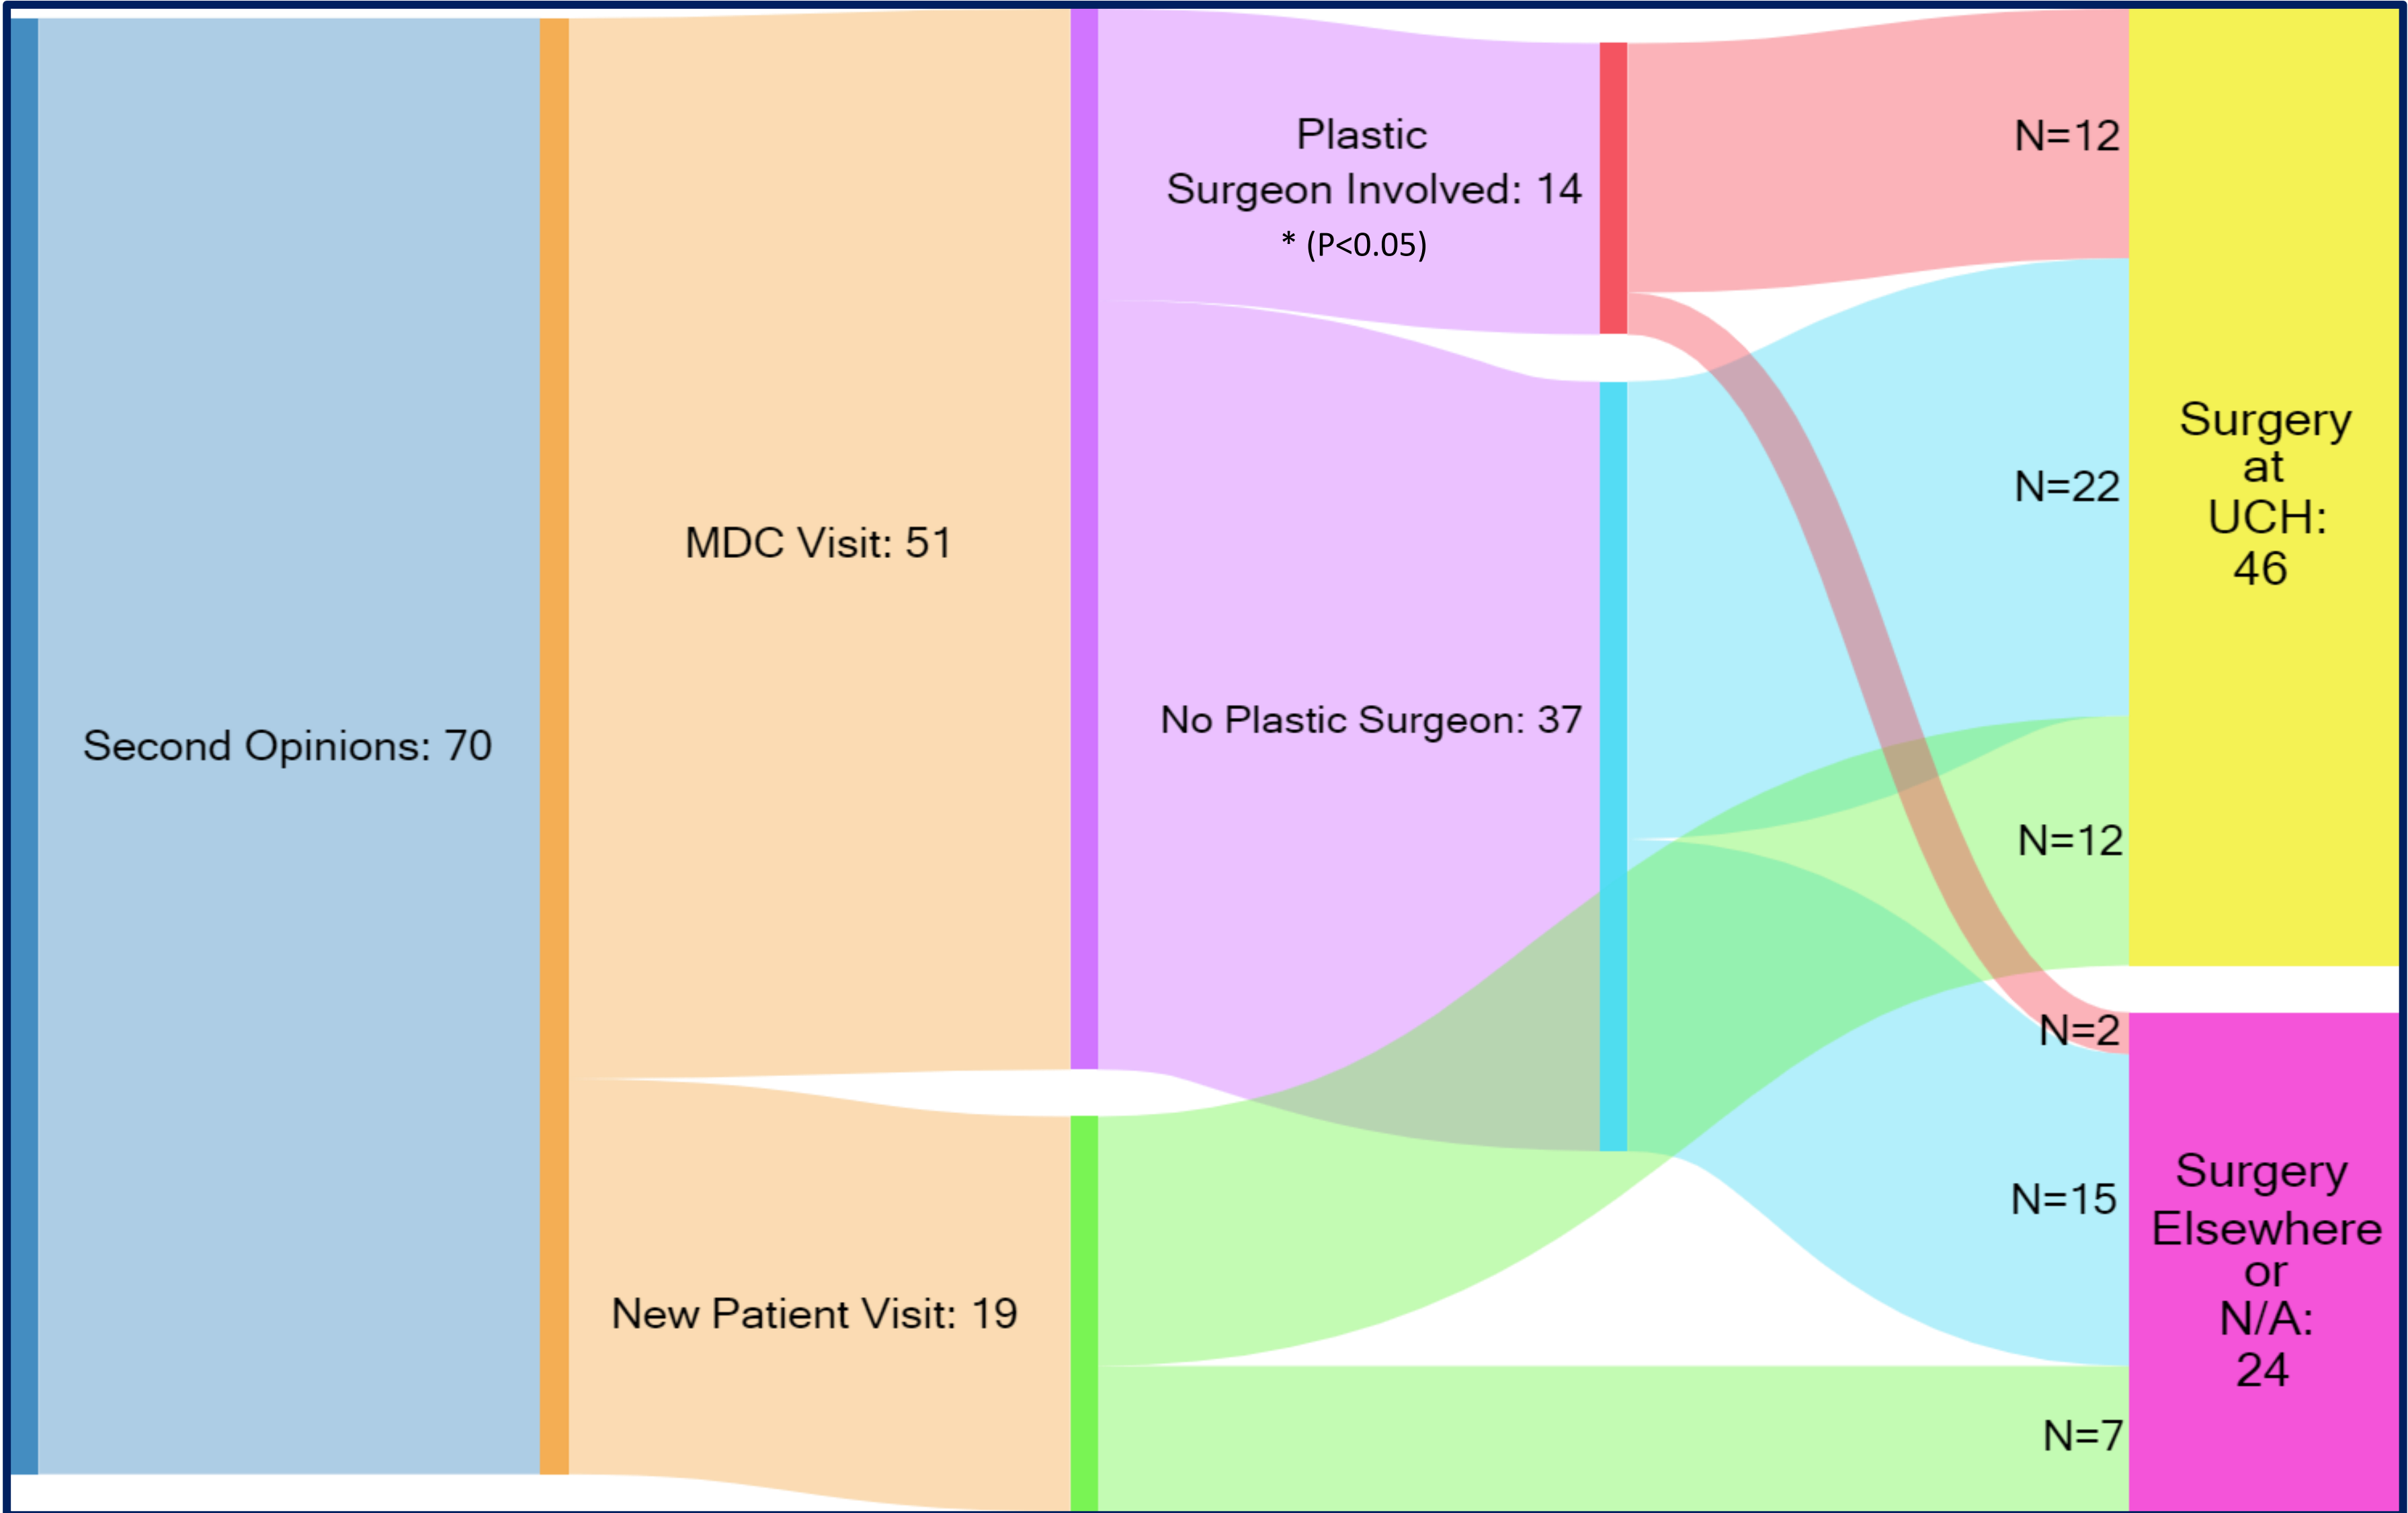 Second Opinions: 70
MDC Visit: 51
New Patient Visit: 19
Plastic
Surgeon Involved: 14
* (P<0.05)
No Plastic Surgeon: 37
N=12
N=22
N=12
N=2
N=15
N=7
Surgery
at
UCH:
46
Surgery
Elsewhere
or
N/A:
24